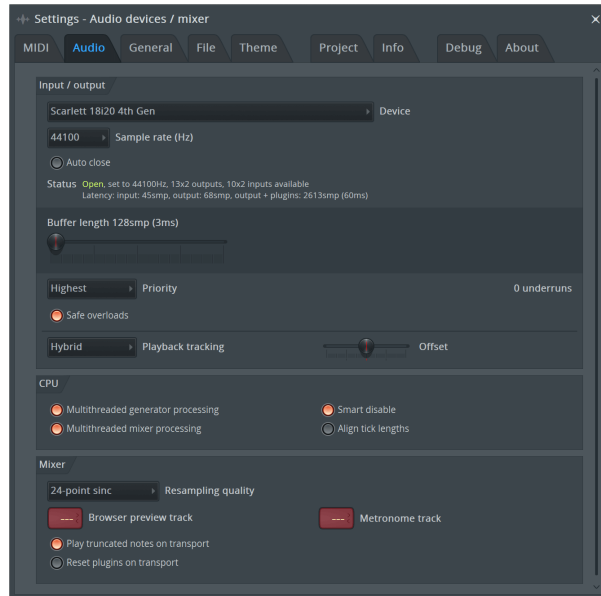 Settings - Audio devices / mixer
MIDI Audio General File Theme Project Info Debug About
Input / output
Scarlett 18i20 4th Gen Device
44100 Sample rate (Hz)
Auto close
Status Open, set to 44100Hz, 13x2 outputs, 10x2 inputs available
Latency: input: 45smp, output: 68smp, output + plugins: 2613smp (60ms)
Buffer length 128smp (3ms)
Highest Priority 0 underruns
Safe overloads
Hybrid Playback tracking Offset
CPU
Multithreaded generator processing Smart disable
Multithreaded mixer processing Align tick lengths
Mixer
24-point sinc Resampling quality
--- Browser preview track --- Metronome track
Play truncated notes on transport
Reset plugins on transport